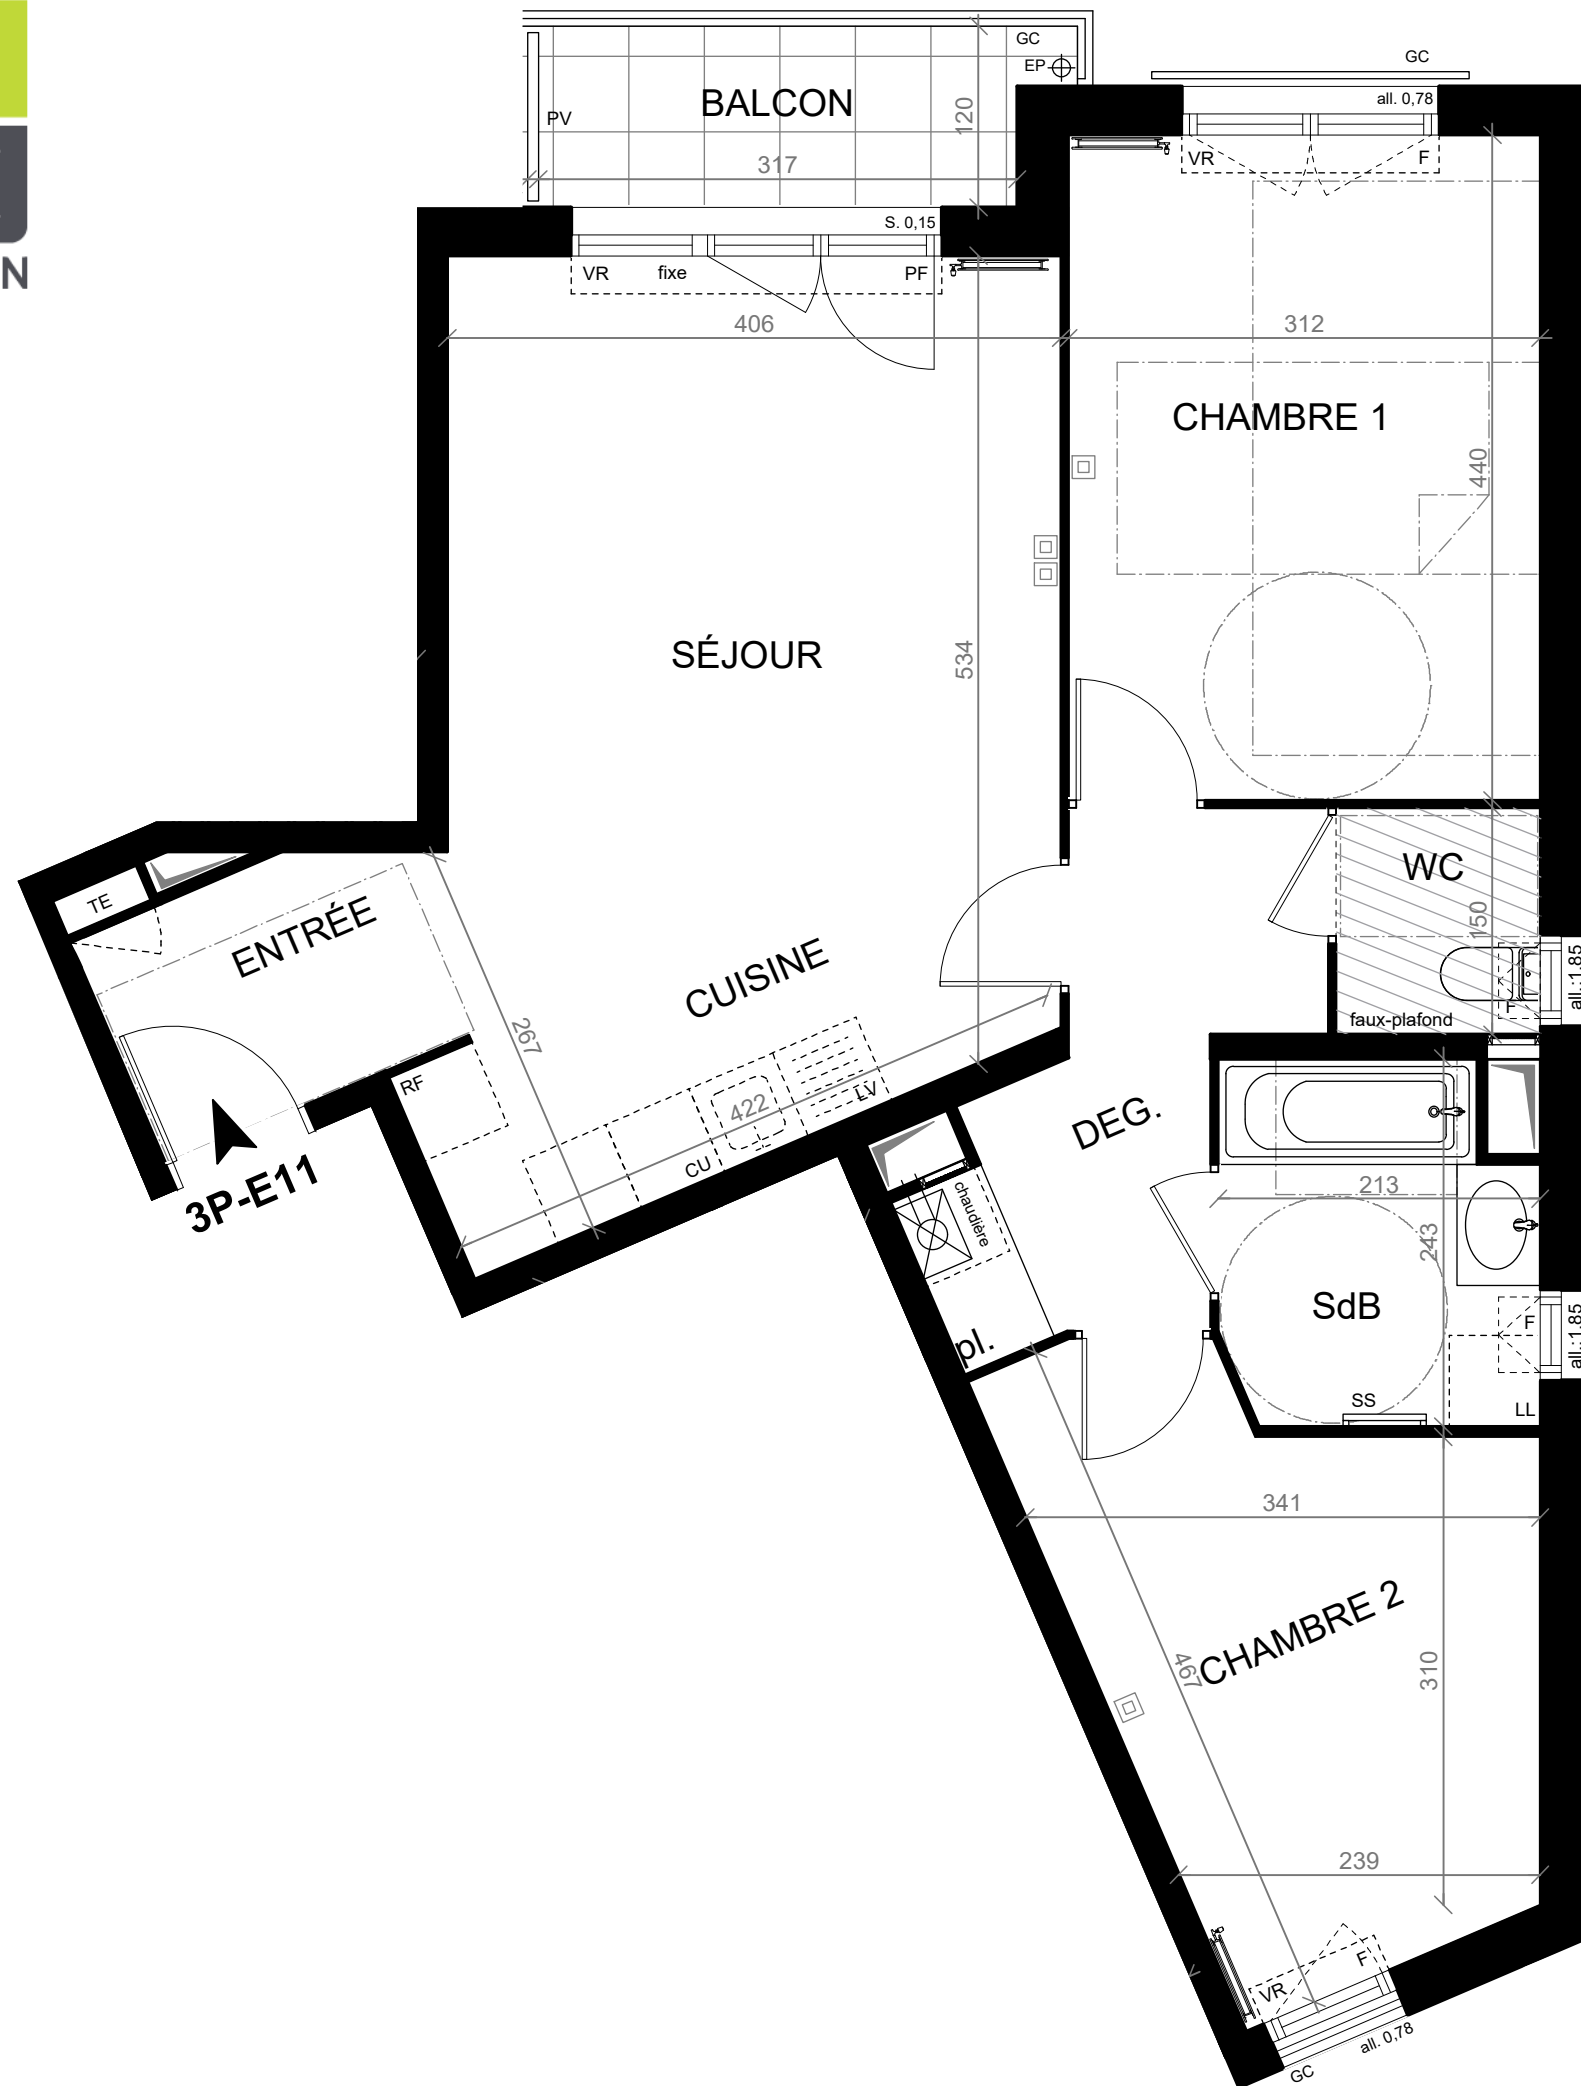 N
GC
EP
BALCON
PV
120
317
GC
all. 0,78
VR
F
S. 0,15
VR
fixe
PF
406
312
CHAMBRE 1
440
SÉJOUR
534
WC
150
all.:1,85
F
faux-plafond
TE
ENTRÉE
CUISINE
267
RF
422
LV
CU
3P-E11
DEG.
chaudière
pl.
213
243
SdB
F
all.:1,85
SS
LL
341
CHAMBRE 2
467
310
239
VR
F
all. 0,78
GC